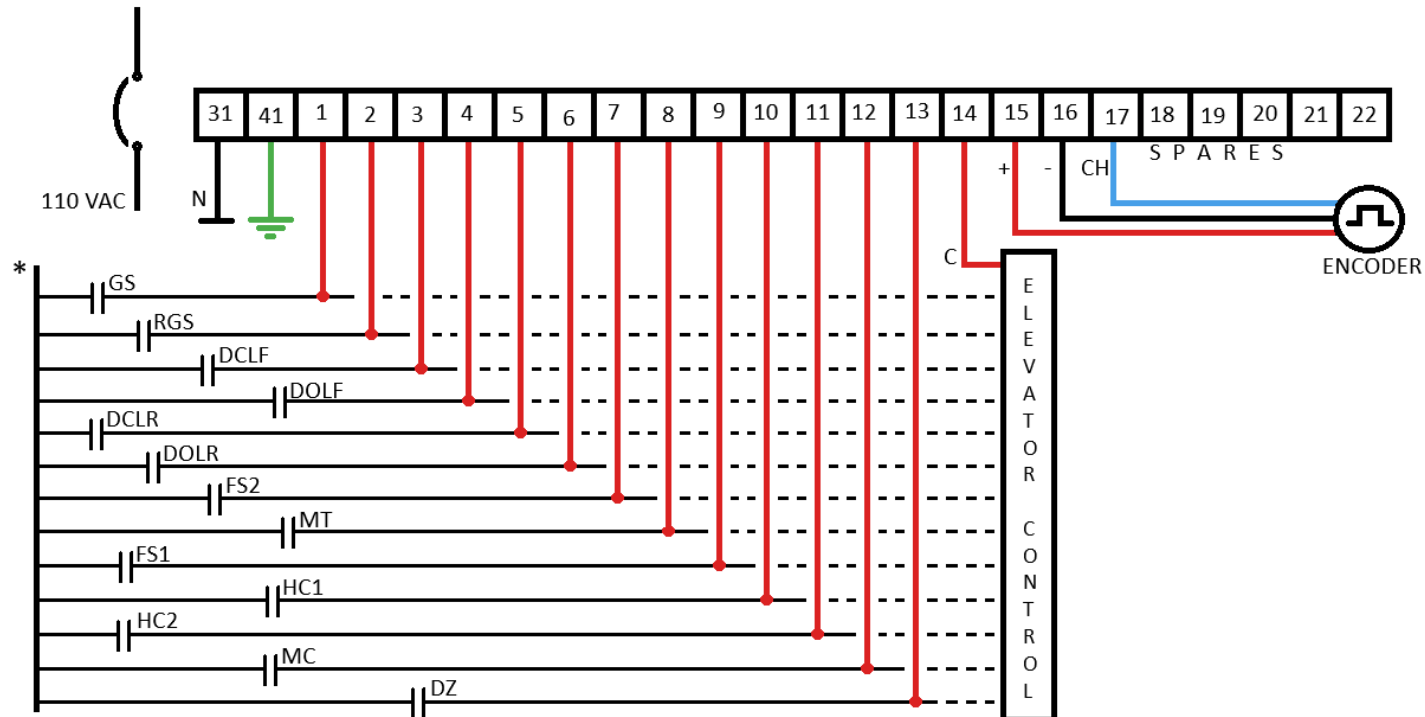 31 41 1 2 3 4 5 6 7 8 9 10 11 12 13 14 15 16 17 18 19 20 21 22
S P A R E S
+ - CH
110 VAC
N
ENCODER
C
*
GS
RGS
DCLF
DOLF
DCLR
DOLR
FS2
MT
FS1
HC1
HC2
MC
DZ
E
L
E
V
A
T
O
R
C
O
N
T
R
O
L